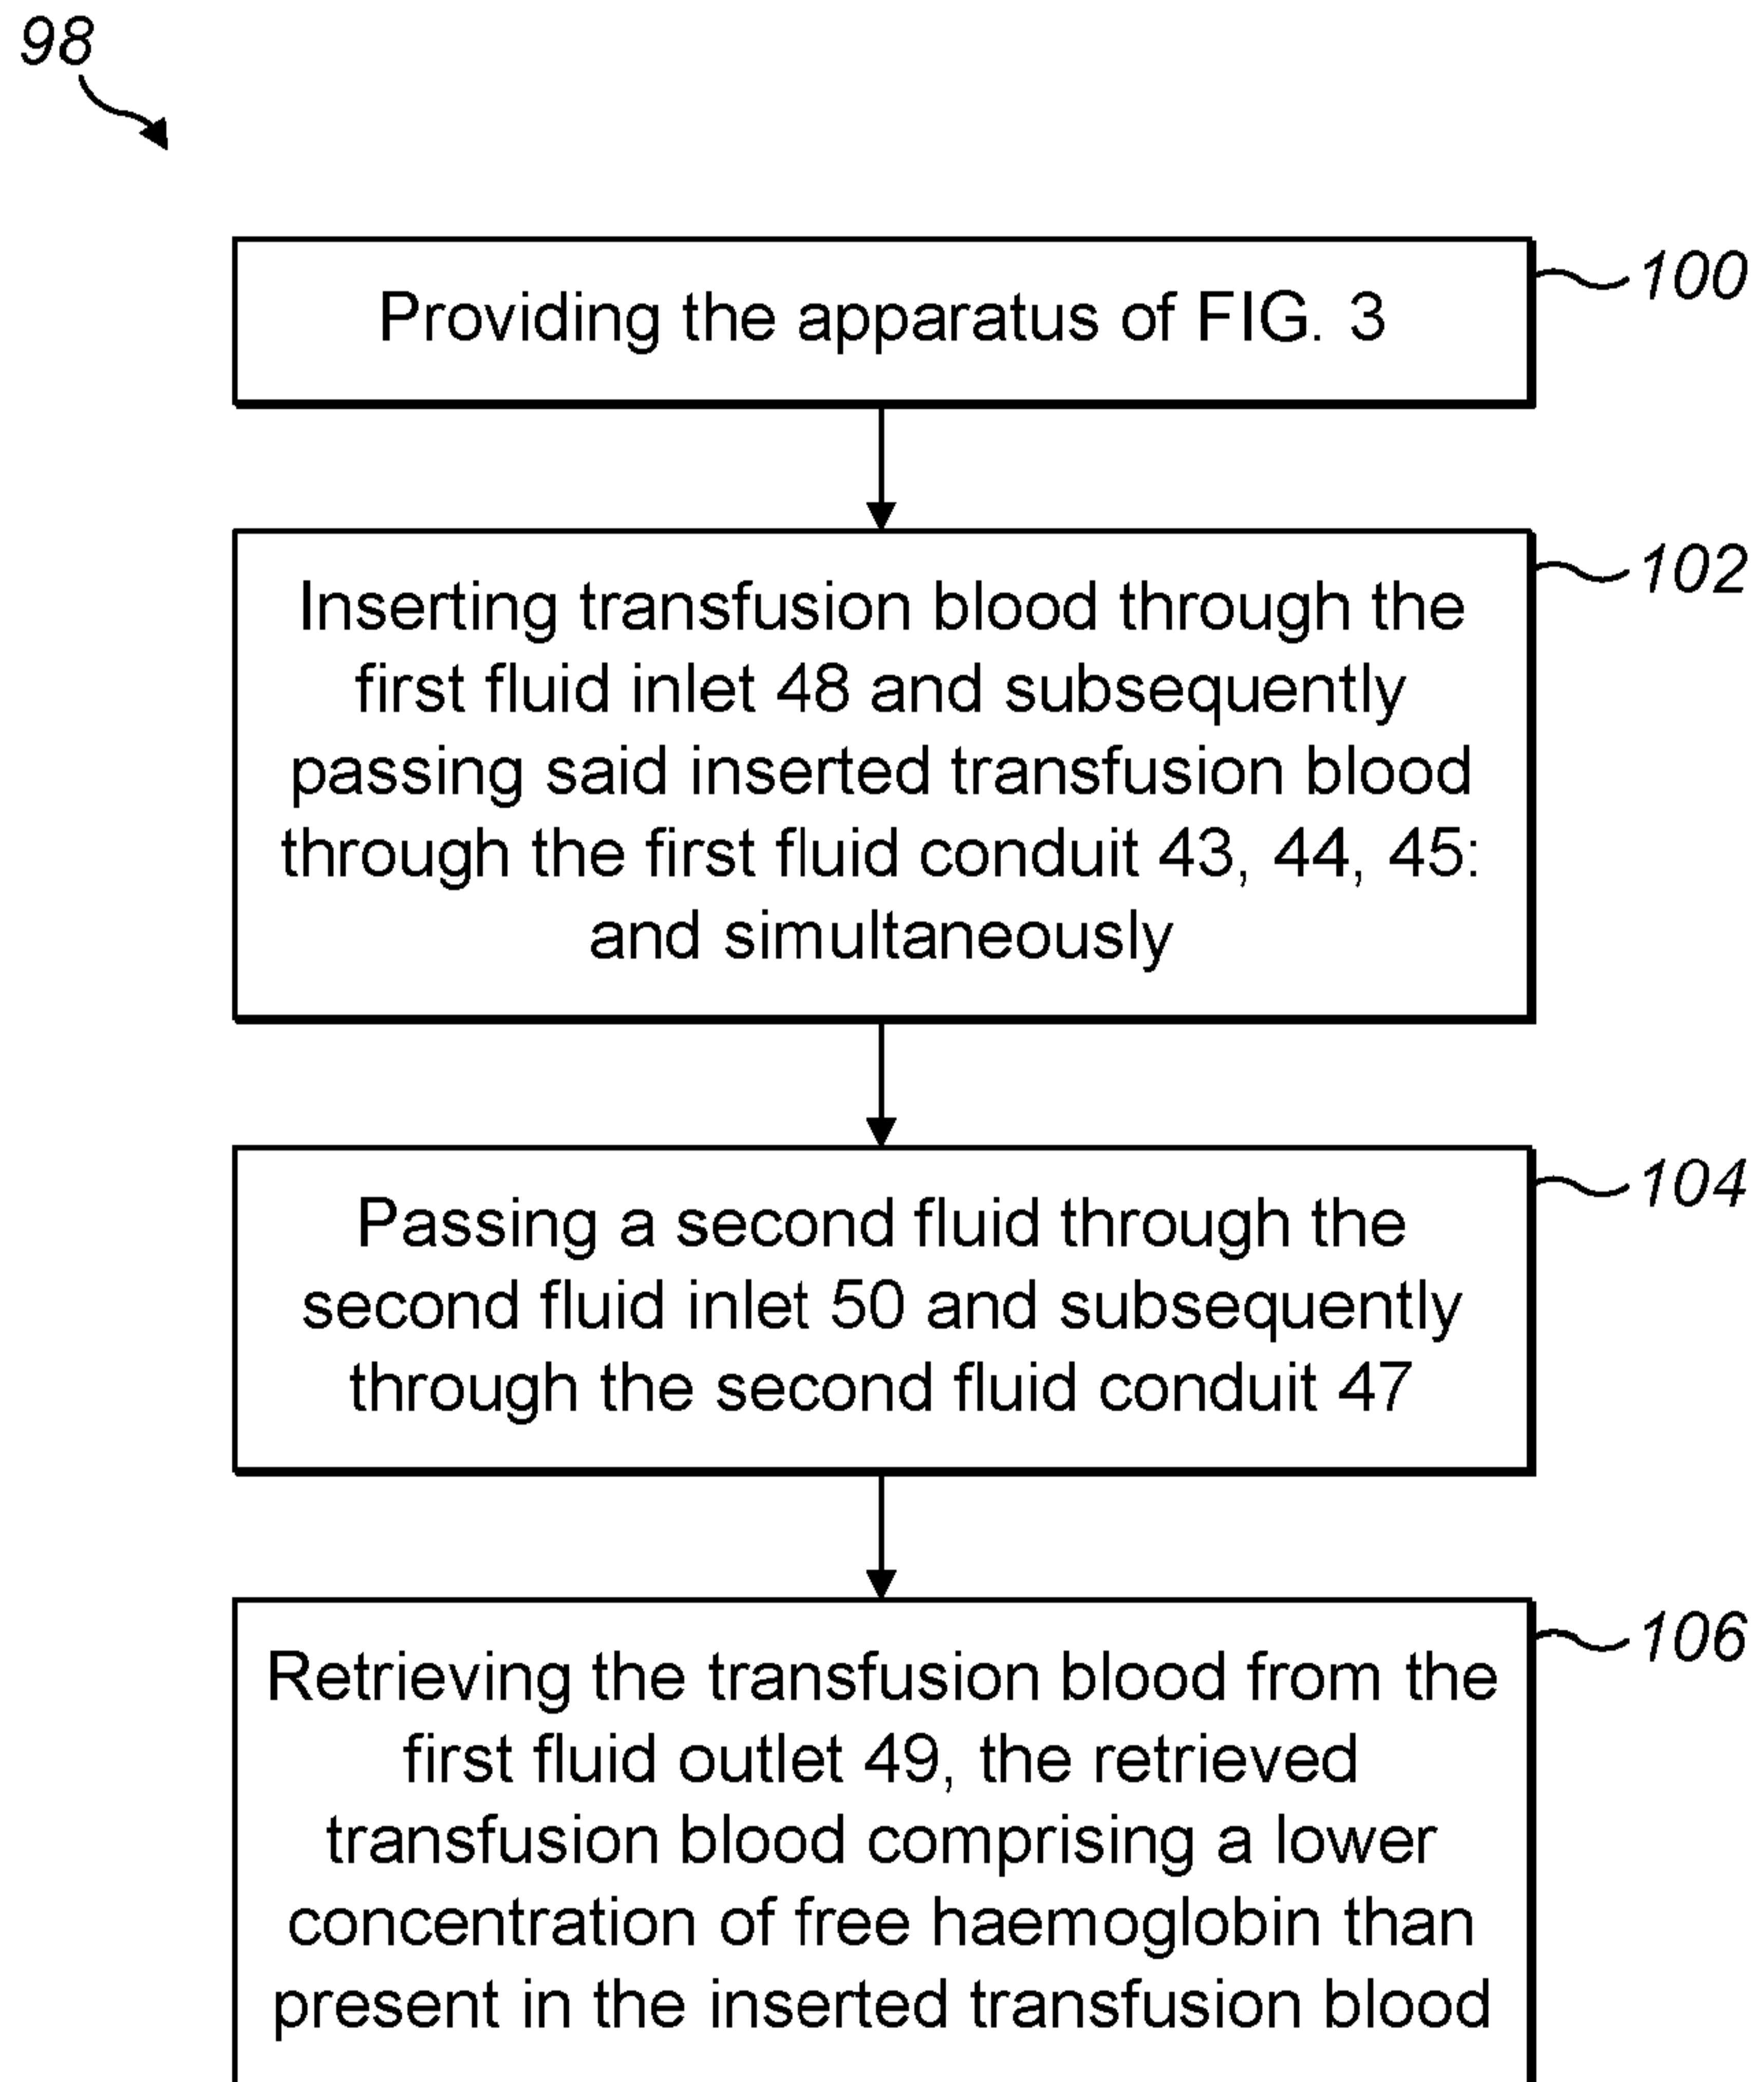 98
Providing the apparatus of FIG. 3
100
Inserting transfusion blood through the
first fluid inlet 48 and subsequently
passing said inserted transfusion blood
through the first fluid conduit 43, 44, 45:
and simultaneously
102
Passing a second fluid through the
second fluid inlet 50 and subsequently
through the second fluid conduit 47
104
Retrieving the transfusion blood from the
first fluid outlet 49, the retrieved
transfusion blood comprising a lower
concentration of free haemoglobin than
present in the inserted transfusion blood
106